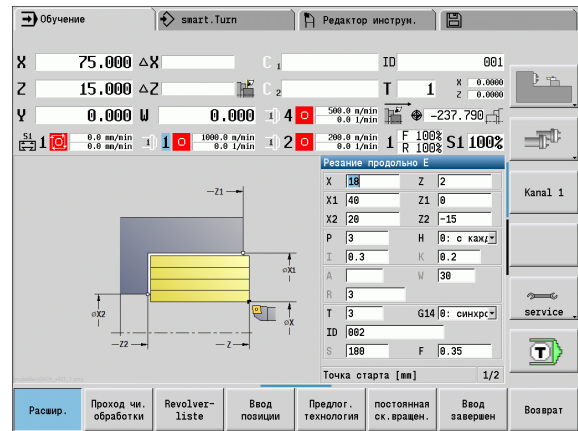 Обучение smart.Turn Редактор инструм.
X 75.000 ΔX C 1 ID 001
Z 15.000 ΔZ C 2 T 1 X 0.0000
Z 0.0000
Y 0.000 U 0.000 4 500.0 m/min
0.0 1/min -237.790
S1 1 0.0 mm/min
0.0 mm/min 1 1000.0 m/min
0.0 1/min 2 200.0 m/min
0.0 1/min 1 F 100%
R 100% S1 100%
Резание продольно E
X 18 Z 2
X1 40 Z1 0
X2 20 Z2 -15
P 3 H 0: с кажд
I 0.3 K 0.2
A W 30
R 3
T 3 G14 0: синхрс
ID 002
S 180 F 0.35
Точка старта [mm] 1/2
Z1
øX1
øX2
øX
Z2 Z
Kanal 1
service
T
Расшир.
Проход чи.
обработки
Revolver-
liste
Ввод
позиции
Предлог.
технология
постоянная
ск.вращен.
Ввод
завершен
Возврат